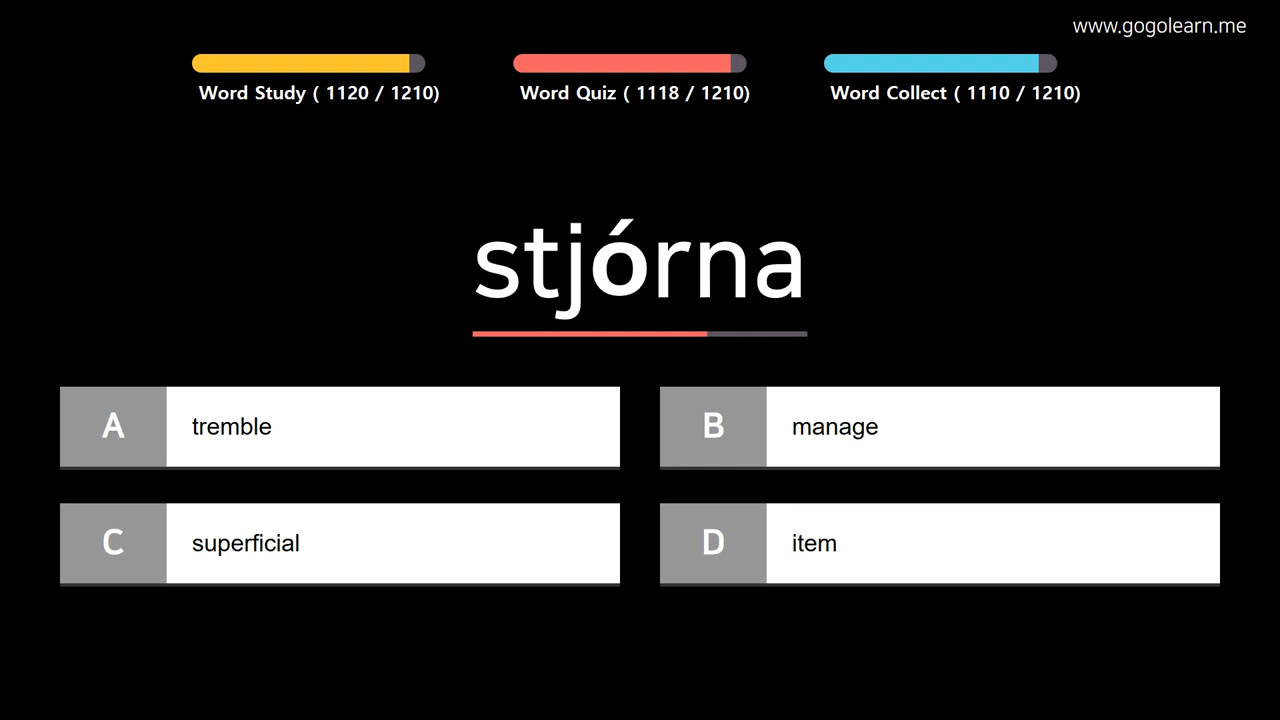 www.gogolearn.me
Word Study ( 1120 / 1210)
Word Quiz ( 1118 / 1210)
Word Collect ( 1110 / 1210)
stjórna
A tremble
B manage
C superficial
D item